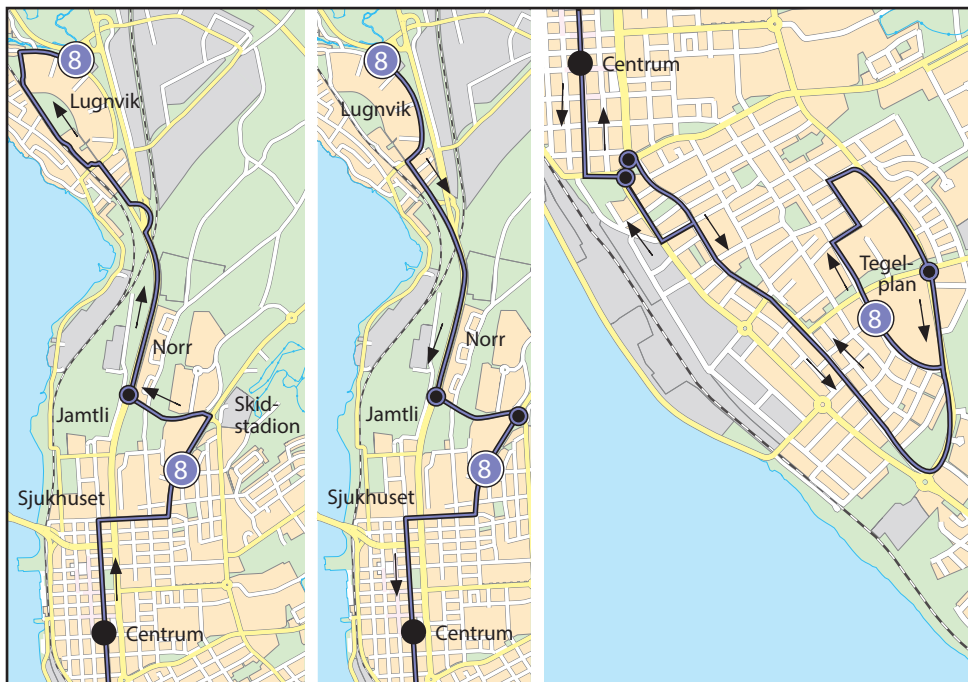 8
Lugnvik
Norr
Jamtli
Skid-
stadion
8
Sjukhuset
Centrum
8
Lugnvik
Norr
Jamtli
8
Sjukhuset
Centrum
Centrum
Tegel-
plan
8